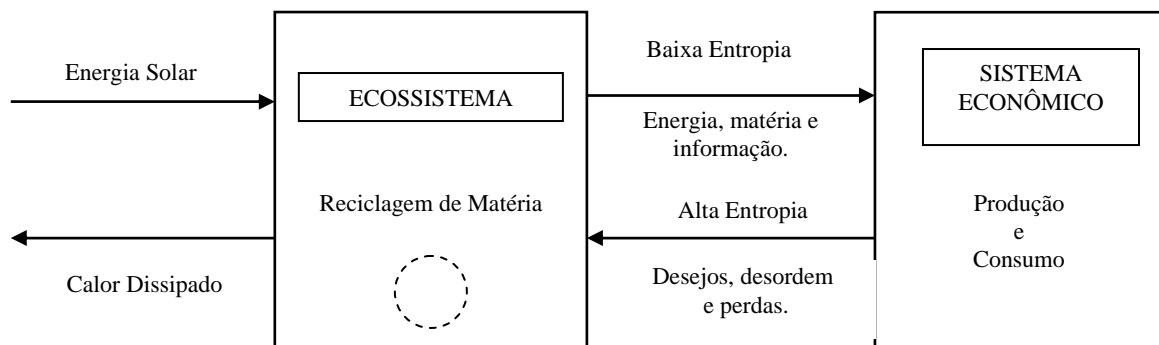 Energia Solar
ECOSSISTEMA
Baixa Entropia
Energia, matéria e
informação.
SISTEMA
ECONÔMICO
Reciclagem de Matéria
Calor Dissipado
Alta Entropia
Desejos, desordem
e perdas.
Produção
e
Consumo